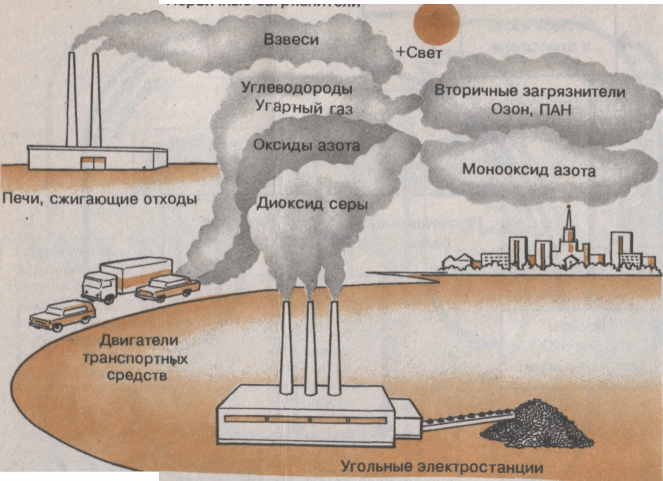 Взвеси
+Свет
Углеводороды
Угарный газ
Вторичные загрязнители
Озон, ПАН
Оксиды азота
Монооксид азота
Печи, сжигающие отходы
Диоксид серы
Двигатели
транспортных
средств
Угольные электростанции